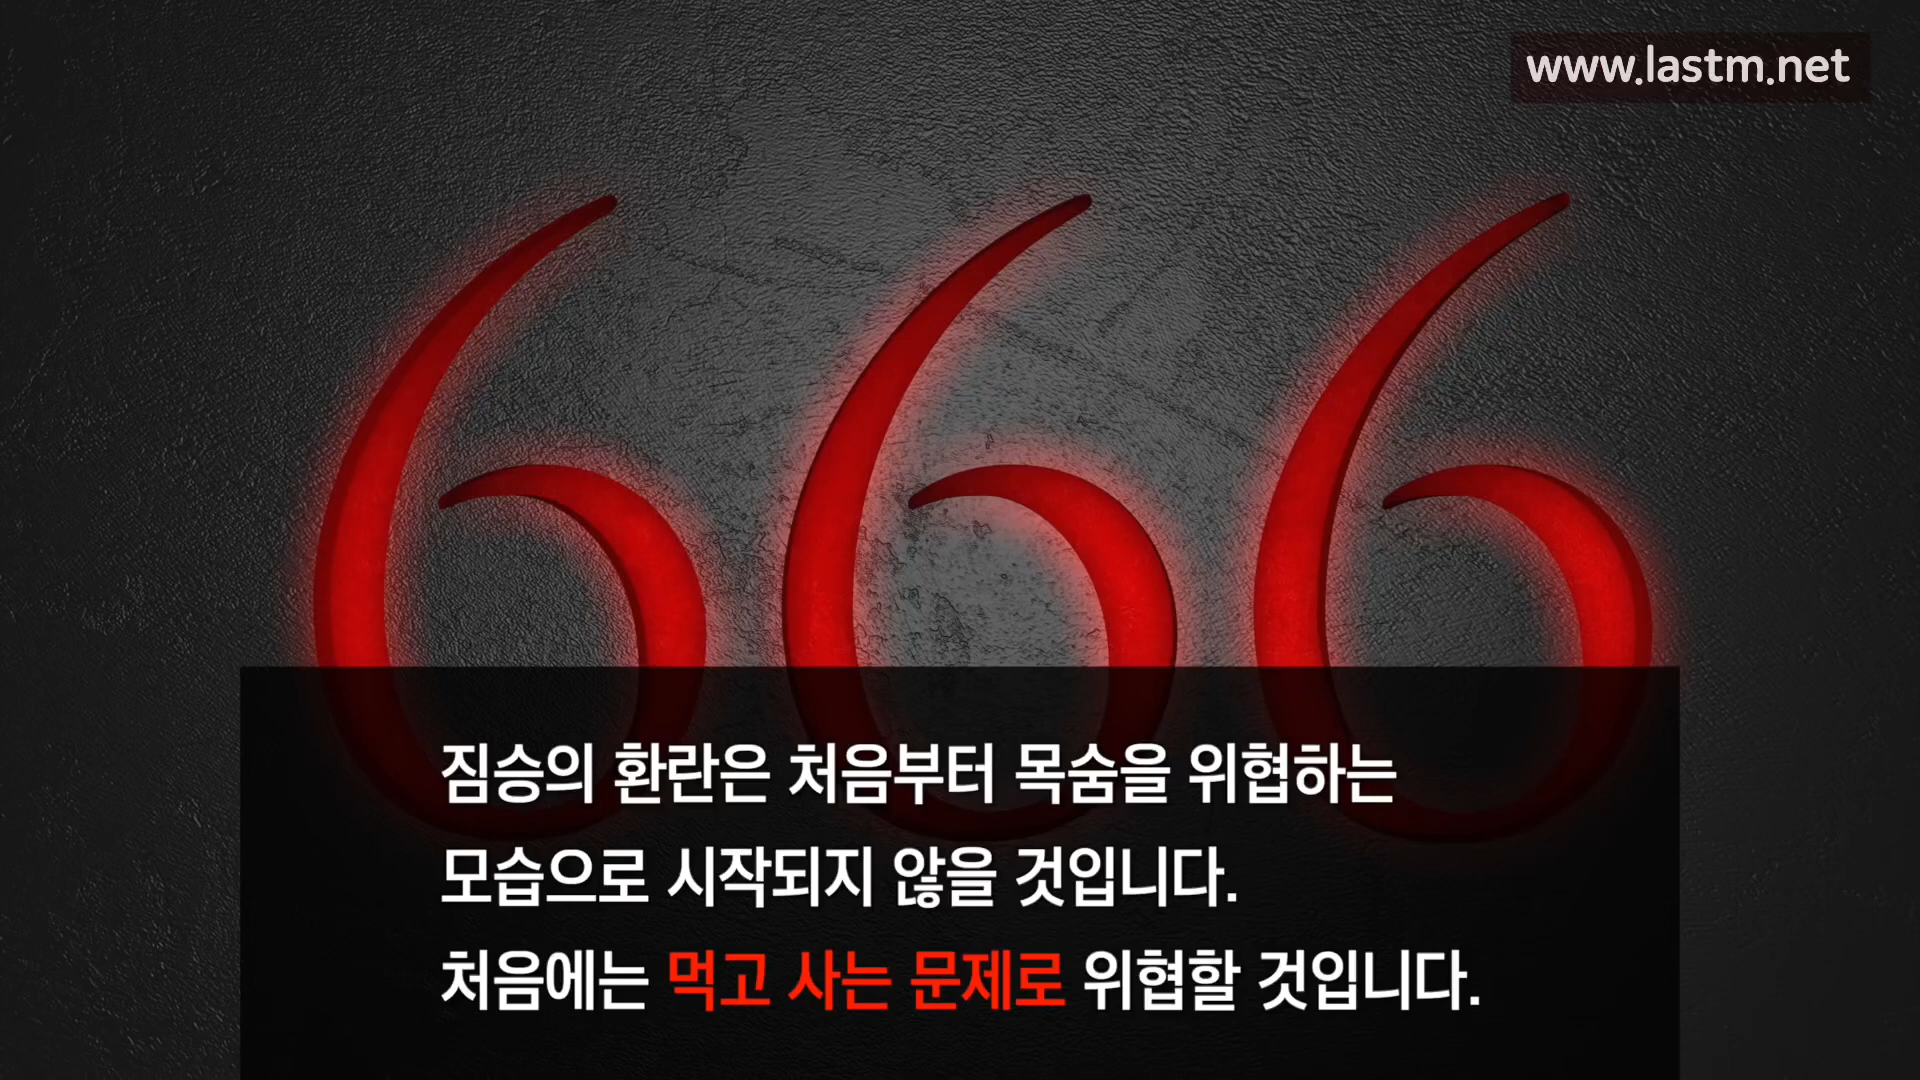 www.lastm.net
666
짐승의 환란은 처음부터 목숨을 위협하는
모습으로 시작되지 않을 것입니다.
처음에는 먹고 사는 문제로 위협할 것입니다.